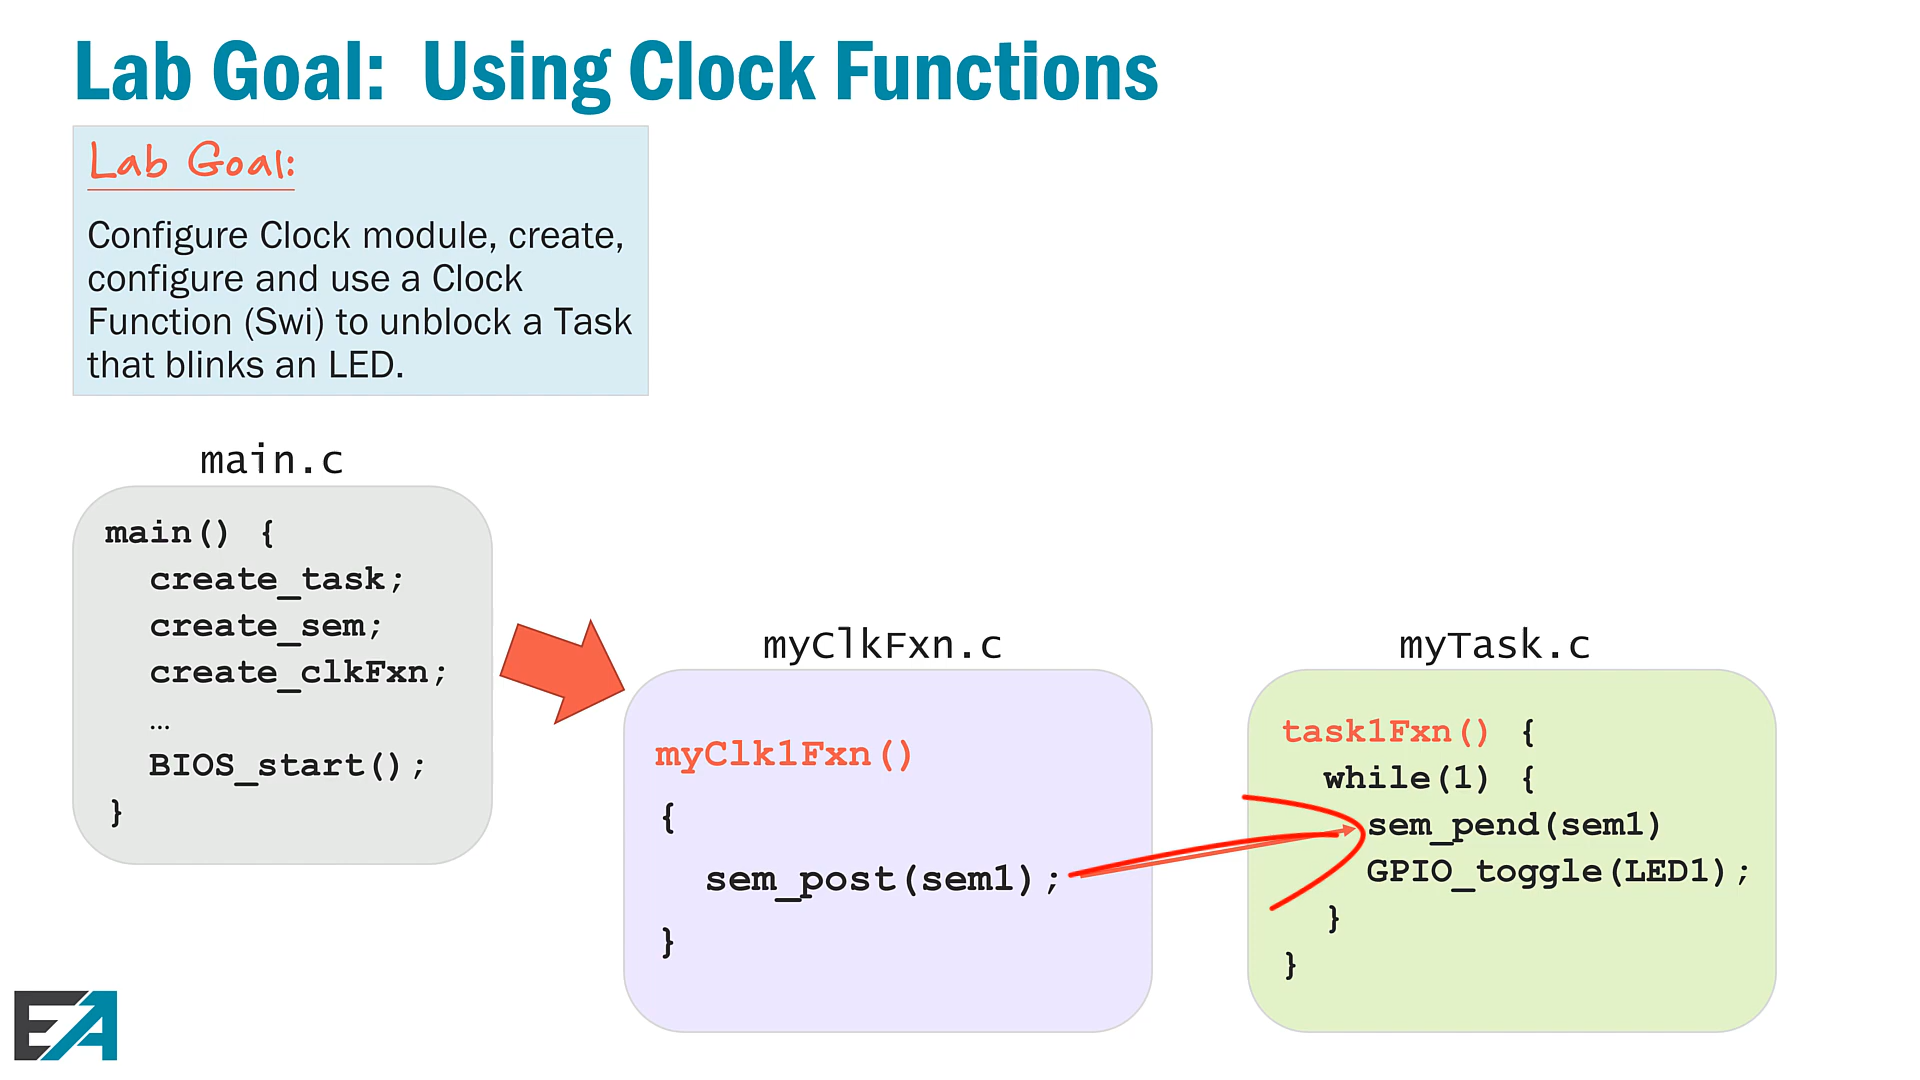 Lab Goal: Using Clock Functions
Lab Goal:
Configure Clock module, create,
configure and use a Clock
Function (Swi) to unblock a Task
that blinks an LED.
main.c
main() {
create_task;
create_sem;
create_clkFxn;
…
BIOS_start();
}
myClkFxn.c
myClk1Fxn()
{
sem_post(sem1);
}
myTask.c
task1Fxn() {
while(1) {
sem_pend(sem1)
GPIO_toggle(LED1);
}
}
EA